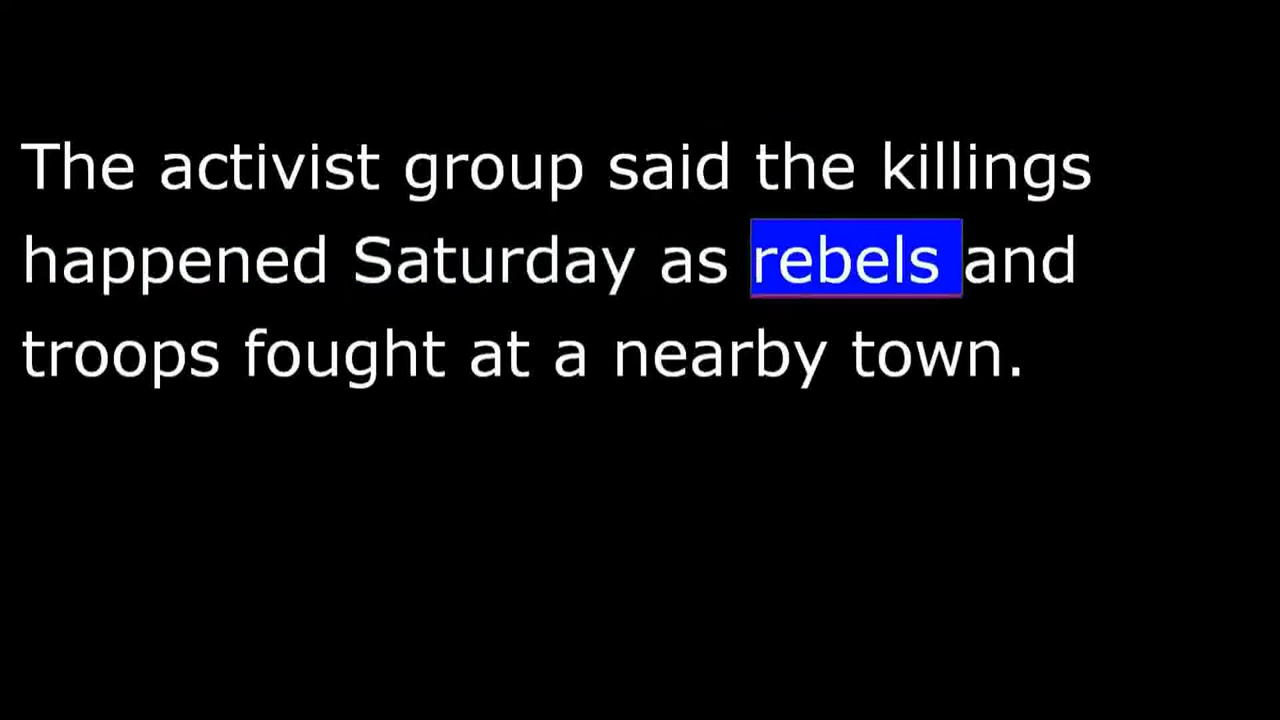 The activist group said the killings
happened Saturday as rebels and
troops fought at a nearby town.